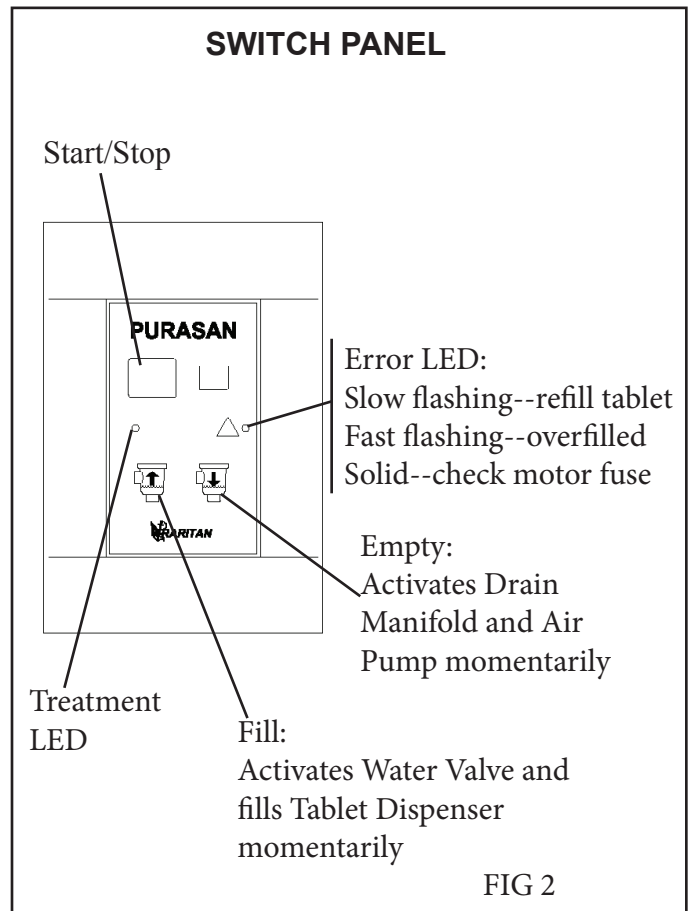 SWITCH PANEL
Start/Stop
PURASAN
Error LED:
Slow flashing--refill tablet
Fast flashing--overfilled
Solid--check motor fuse
RARITAN
Empty:
Activates Drain
Manifold and Air
Pump momentarily
Treatment
LED
Fill:
Activates Water Valve and
fills Tablet Dispenser
momentarily
FIG 2